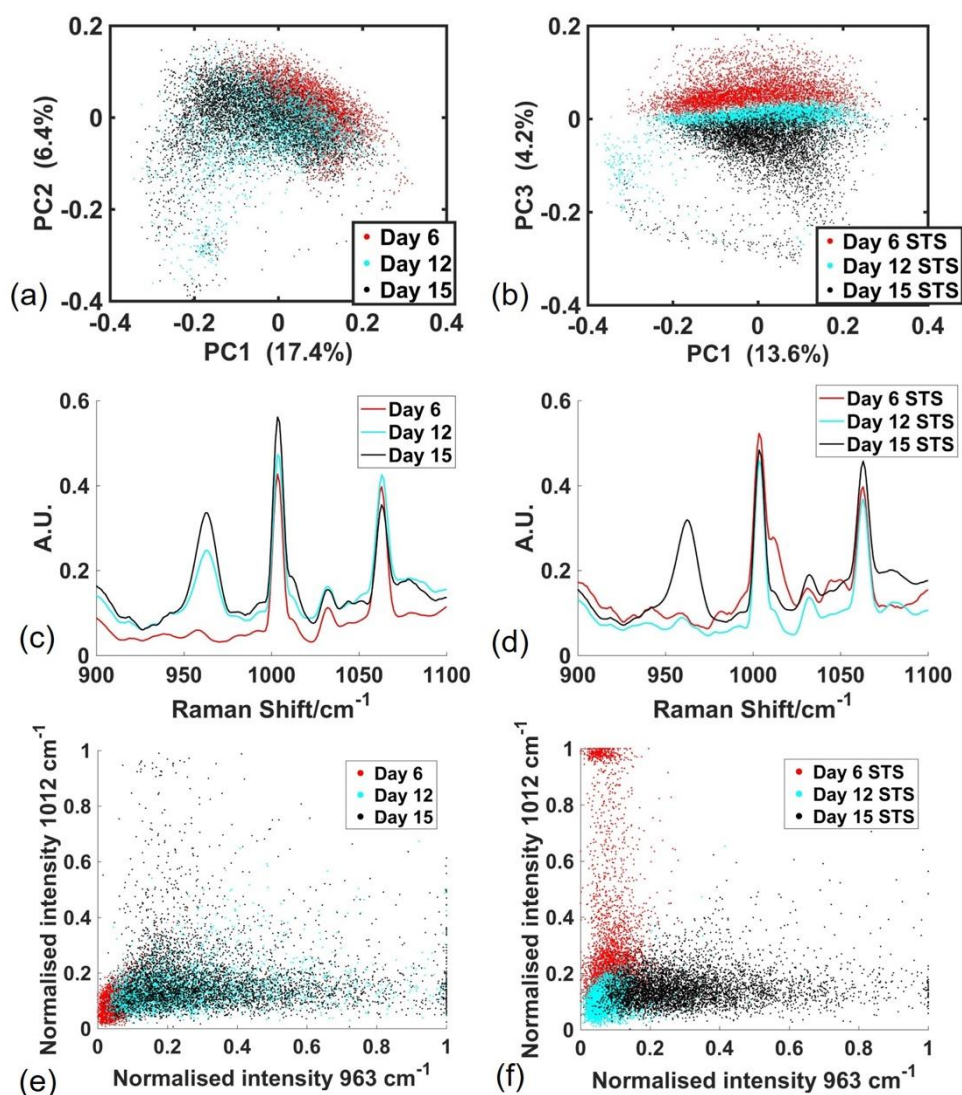 0.2
0
-0.2
-0.4
PC2 (6.4%)
Day 6
Day 12
Day 15
(a)
-0.4 -0.2 0 0.2 0.4
PC1 (17.4%)
0.2
0
-0.2
-0.4
PC3 (4.2%)
Day 6 STS
Day 12 STS
Day 15 STS
(b)
-0.4 -0.2 0 0.2 0.4
PC1 (13.6%)
0.6
0.4
0.2
0
A.U.
Day 6
Day 12
Day 15
(c)
900 950 1000 1050 1100
Raman Shift/cm⁻¹
0.6
0.4
0.2
0
A.U.
Day 6 STS
Day 12 STS
Day 15 STS
(d)
900 950 1000 1050 1100
Raman Shift/cm⁻¹
1
0.8
0.6
0.4
0.2
0
Normalised intensity 1012 cm⁻¹
Day 6
Day 12
Day 15
0 0.2 0.4 0.6 0.8 1
(e)
Normalised intensity 963 cm⁻¹
1
0.8
0.6
0.4
0.2
0
Normalised intensity 1012 cm⁻¹
Day 6 STS
Day 12 STS
Day 15 STS
0 0.2 0.4 0.6 0.8 1
(f)
Normalised intensity 963 cm⁻¹